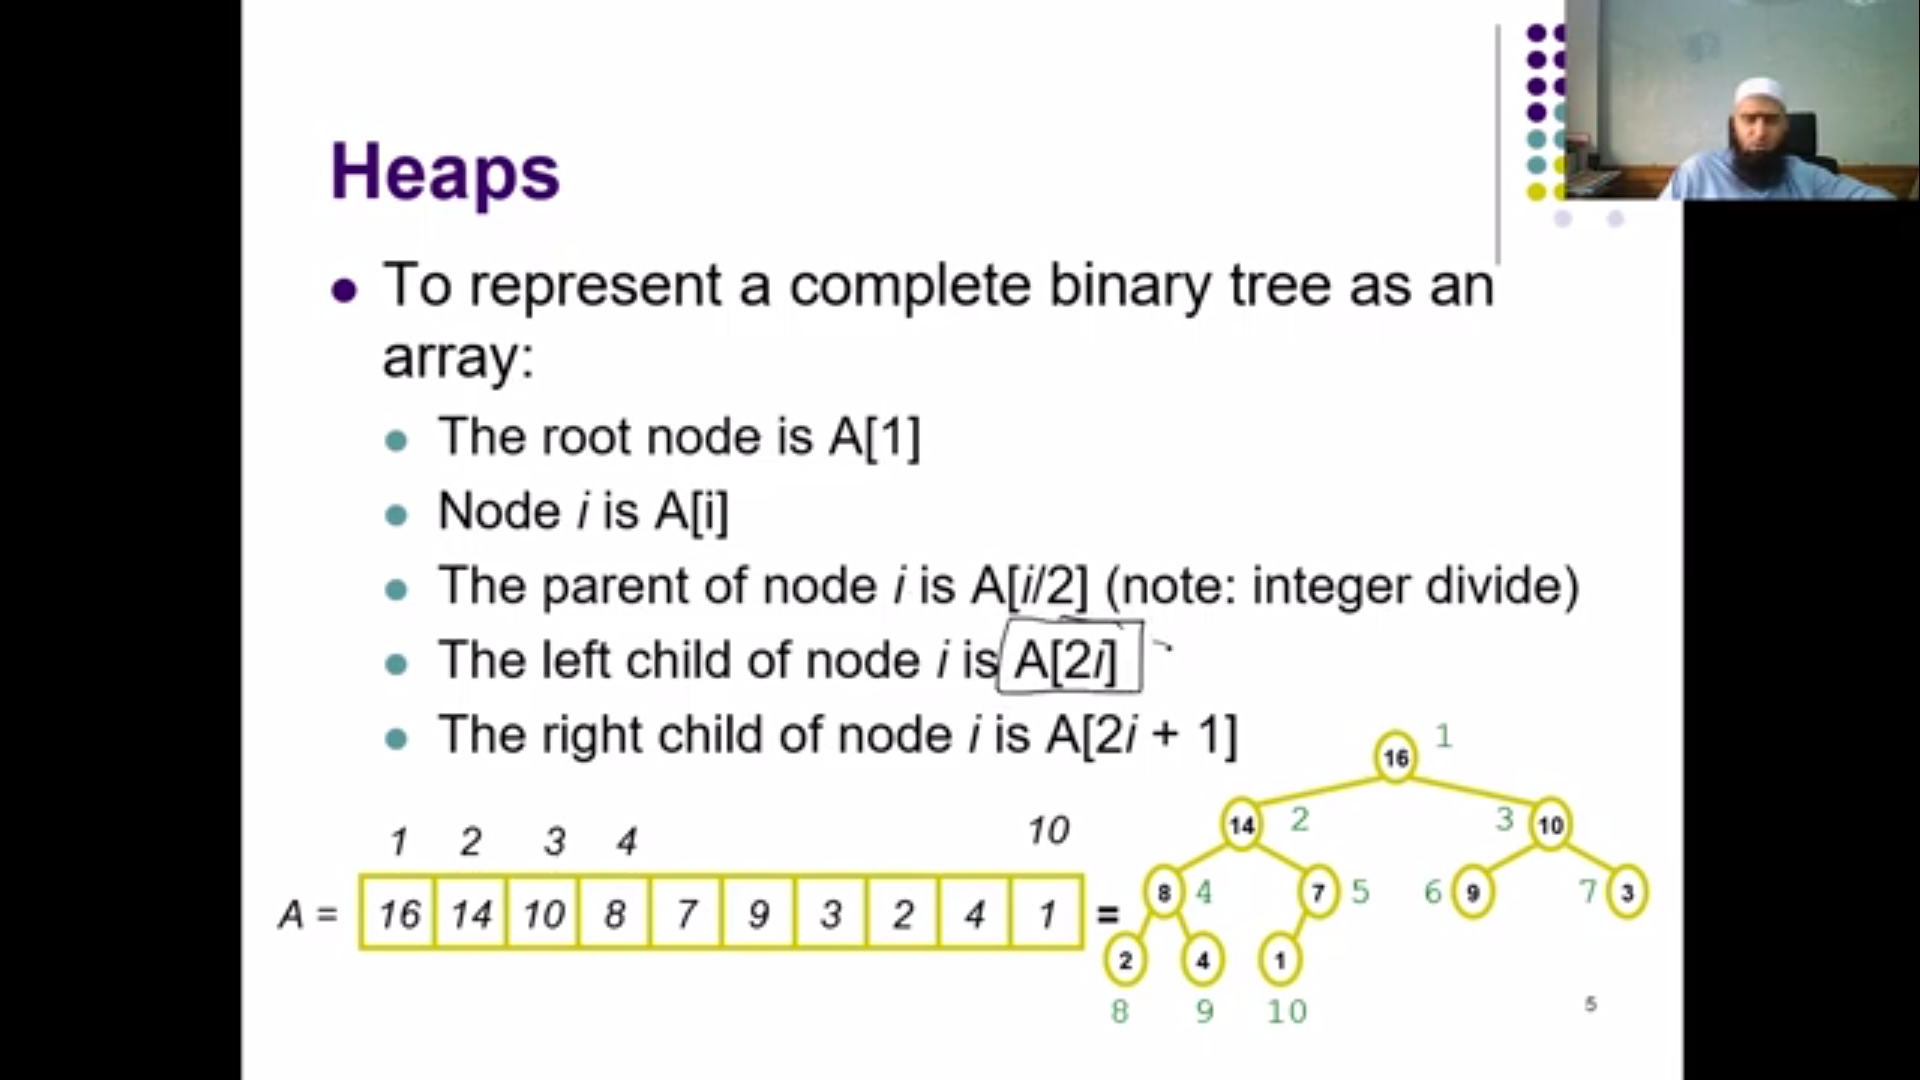 Heaps
To represent a complete binary tree as an
array:
The root node is A[1]
Node i is A[i]
The parent of node i is A[i/2] (note: integer divide)
The left child of node i is A[2i]
The right child of node i is A[2i + 1]
1 2 3 4 10
A = 16 14 10 8 7 9 3 2 4 1 =
16 1
14 2 3 10
8 4 7 5 6 9 7 3
2 4 1
8 9 10
5